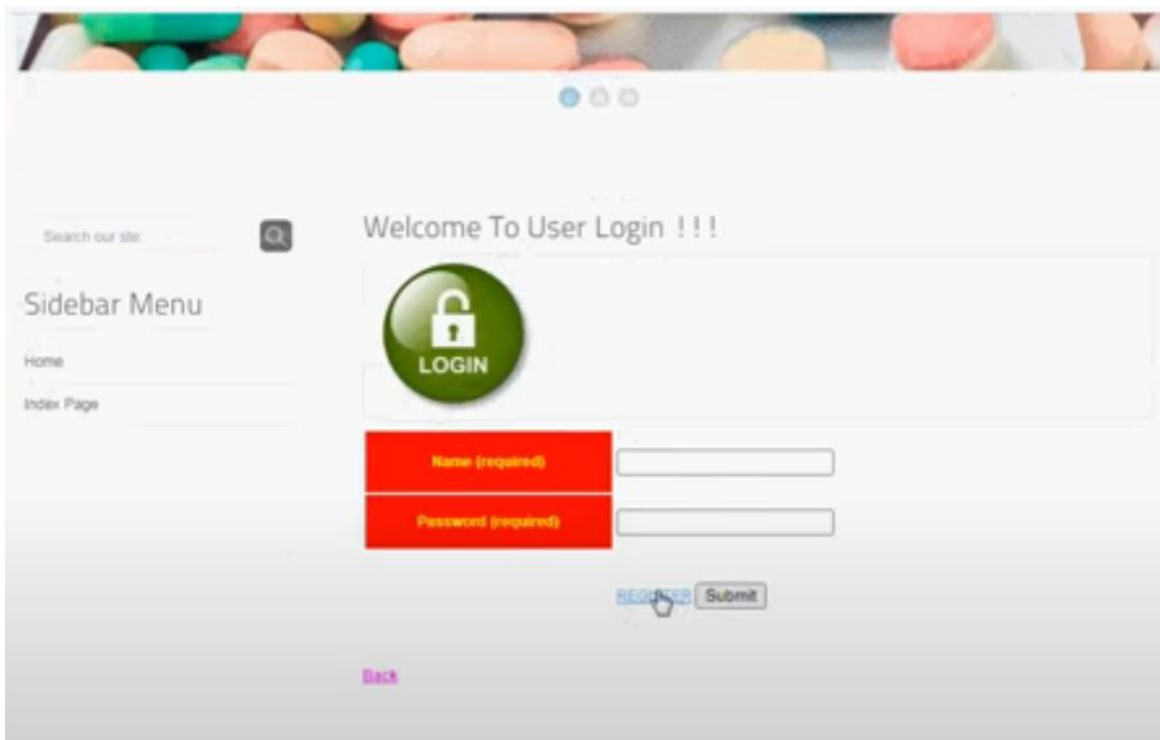 Search our site:
Welcome To User Login !!!
Sidebar Menu
LOGIN
Home
Index Page
Name (required)
Password (required)
REGISTER Submit
Back